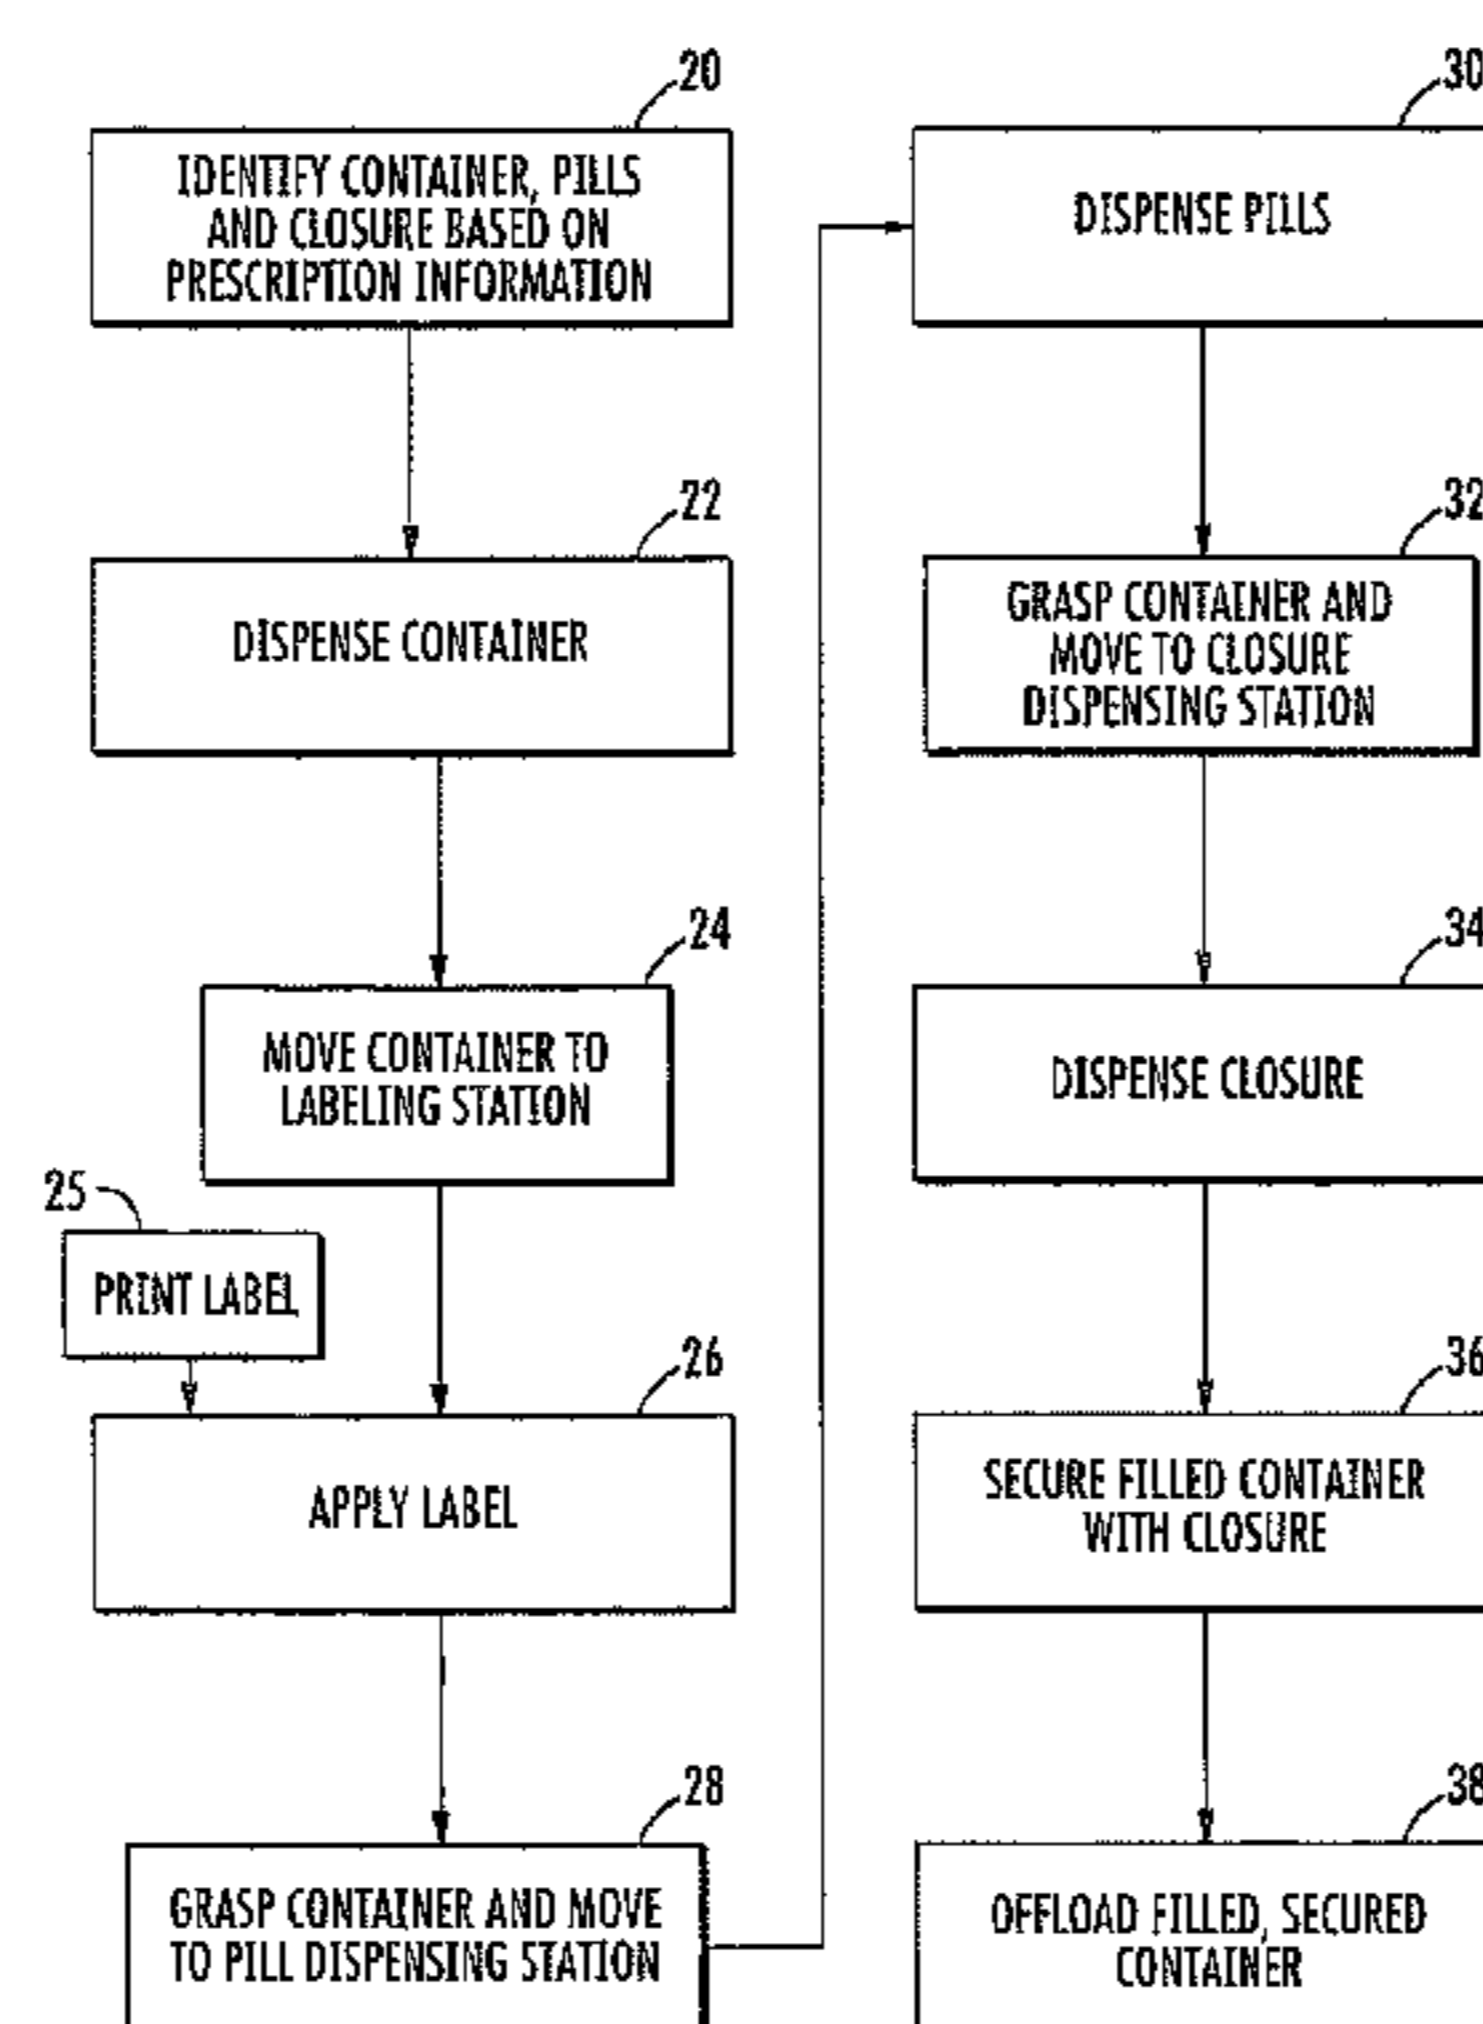 20
IDENTIFY CONTAINER, PILLS
AND CLOSURE BASED ON
PRESCRIPTION INFORMATION
22
DISPENSE CONTAINER
24
MOVE CONTAINER TO
LABELING STATION
25
PRINT LABEL
26
APPLY LABEL
28
GRASP CONTAINER AND MOVE
TO PILL DISPENSING STATION
30
DISPENSE PILLS
32
GRASP CONTAINER AND
MOVE TO CLOSURE
DISPENSING STATION
34
DISPENSE CLOSURE
36
SECURE FILLED CONTAINER
WITH CLOSURE
38
OFFLOAD FILLED, SECURED
CONTAINER